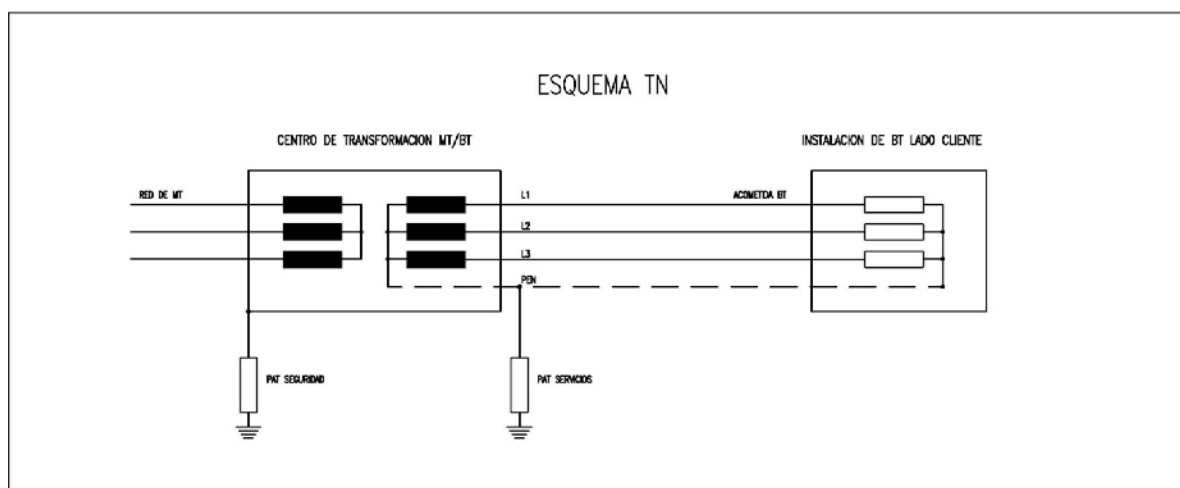 ESQUEMA TN
CENTRO DE TRANSFORMACION MT/BT
INSTALACION DE BT LADO CLIENTE
RED DE MT
L1
ACOMETIDA BT
L2
L3
PEN
PAT SEGURIDAD
PAT SERVICIOS